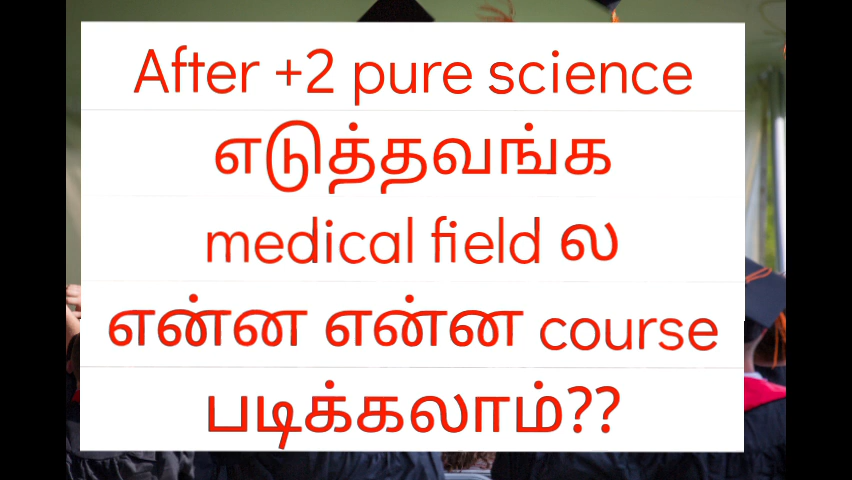 After +2 pure science
எடுத்தவங்க
medical field ல
என்ன என்ன course
படிக்கலாம்??